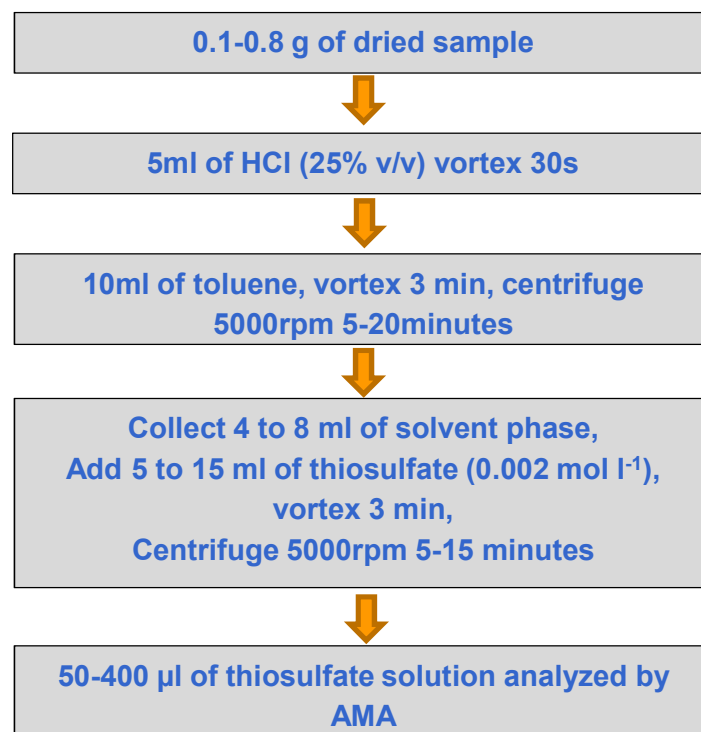 0.1-0.8 g of dried sample
5ml of HCl (25% v/v) vortex 30s
10ml of toluene, vortex 3 min, centrifuge
5000rpm 5-20minutes
Collect 4 to 8 ml of solvent phase,
Add 5 to 15 ml of thiosulfate (0.002 mol l⁻¹),
vortex 3 min,
Centrifuge 5000rpm 5-15 minutes
50-400 µl of thiosulfate solution analyzed by
AMA